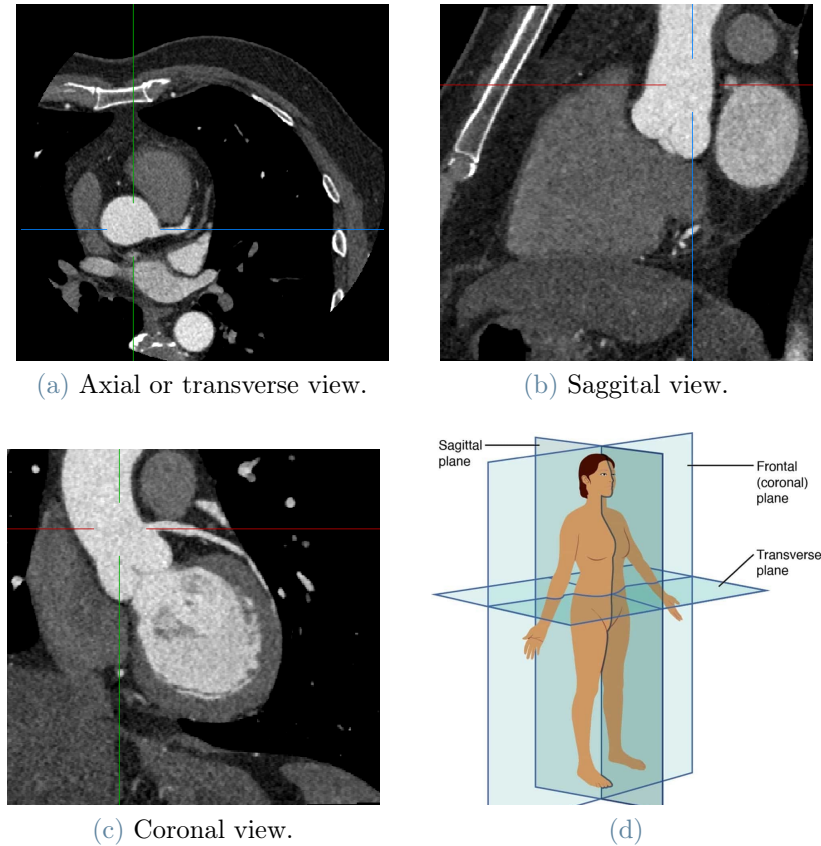 (a) Axial or transverse view.
(b) Saggital view.
Sagittal
plane
Frontal
(coronal)
plane
Transverse
plane
(c) Coronal view.
(d)